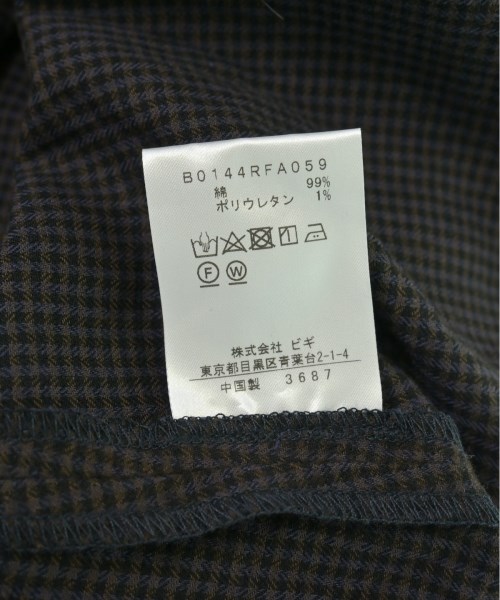 B0144RFA059
綿 99%
ポリウレタン 1%
F W
株式会社 ビギ
東京都目黒区青葉台2-1-4
中国製 3687